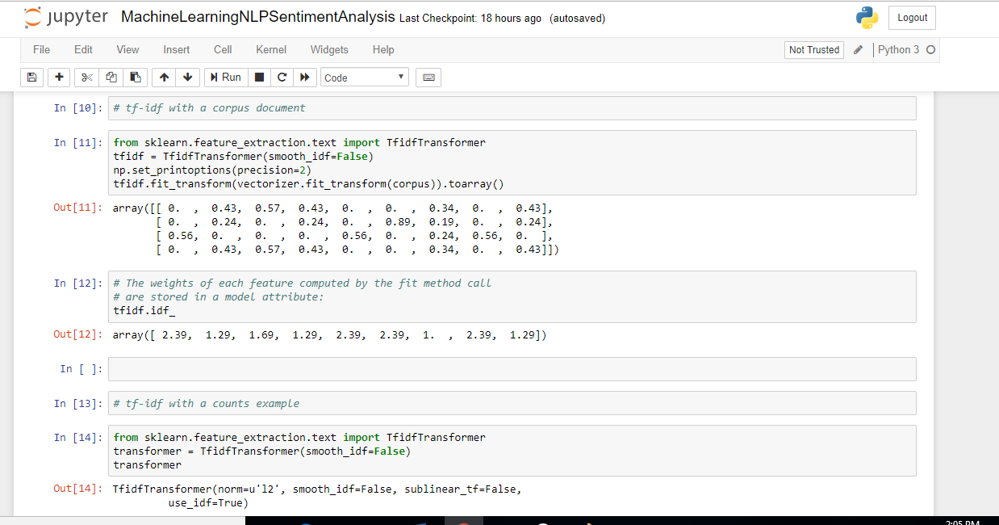 jupyter MachineLearningNLPSentimentAnalysis Last Checkpoint: 18 hours ago (autosaved) Logout
File Edit View Insert Cell Kernel Widgets Help Not Trusted Python 3
Run Code
In [10]: # tf-idf with a corpus document
In [11]: from sklearn.feature_extraction.text import TfidfTransformer
tfidf = TfidfTransformer(smooth_idf=False)
np.set_printoptions(precision=2)
tfidf.fit_transform(vectorizer.fit_transform(corpus)).toarray()
Out[11]: array([[ 0.  ,  0.43,  0.57,  0.43,  0.  ,  0.  ,  0.34,  0.  ,  0.43],
[ 0.  ,  0.24,  0.  ,  0.24,  0.  ,  0.89,  0.19,  0.  ,  0.24],
[ 0.56,  0.  ,  0.  ,  0.  ,  0.56,  0.  ,  0.24,  0.56,  0.  ],
[ 0.  ,  0.43,  0.57,  0.43,  0.  ,  0.  ,  0.34,  0.  ,  0.43]])
In [12]: # The weights of each feature computed by the fit method call
# are stored in a model attribute:
tfidf.idf_
Out[12]: array([ 2.39,  1.29,  1.69,  1.29,  2.39,  2.39,  1.  ,  2.39,  1.29])
In [ ]:
In [13]: # tf-idf with a counts example
In [14]: from sklearn.feature_extraction.text import TfidfTransformer
transformer = TfidfTransformer(smooth_idf=False)
transformer
Out[14]: TfidfTransformer(norm=u'l2', smooth_idf=False, sublinear_tf=False,
use_idf=True)
2:05 PM